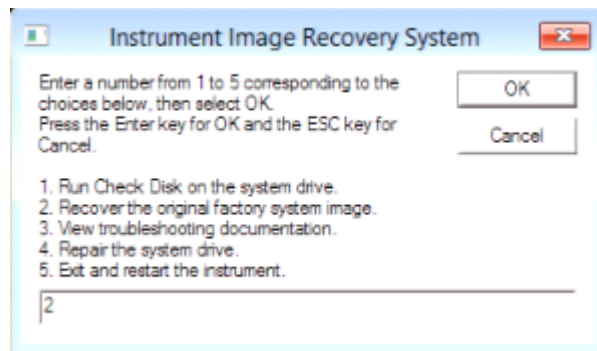 Instrument Image Recovery System
Enter a number from 1 to 5 corresponding to the
choices below, then select OK.
Press the Enter key for OK and the ESC key for
Cancel.
OK
Cancel
1. Run Check Disk on the system drive.
2. Recover the original factory system image.
3. View troubleshooting documentation.
4. Repair the system drive.
5. Exit and restart the instrument.
2